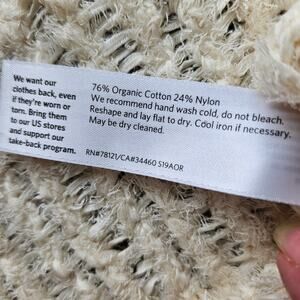 We want our
clothes back, even
if they're worn or
torn. Bring them
to our US stores
and support our
take-back program.
76% Organic Cotton 24% Nylon
We recommend hand wash cold, do not bleach.
Reshape and lay flat to dry. Cool iron if necessary.
May be dry cleaned.
RN#78121/CA#34460 S19AOR